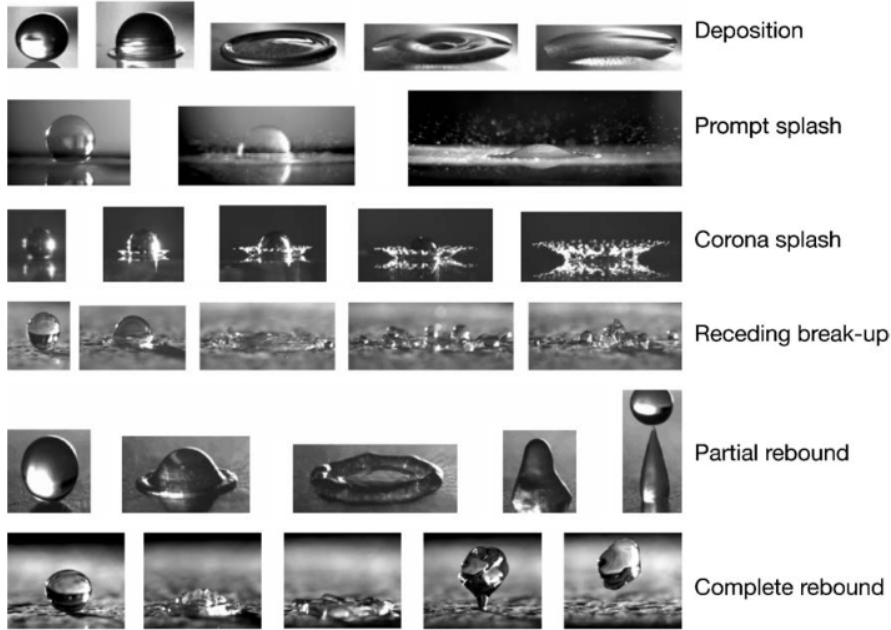 Deposition
Prompt splash
Corona splash
Receding break-up
Partial rebound
Complete rebound